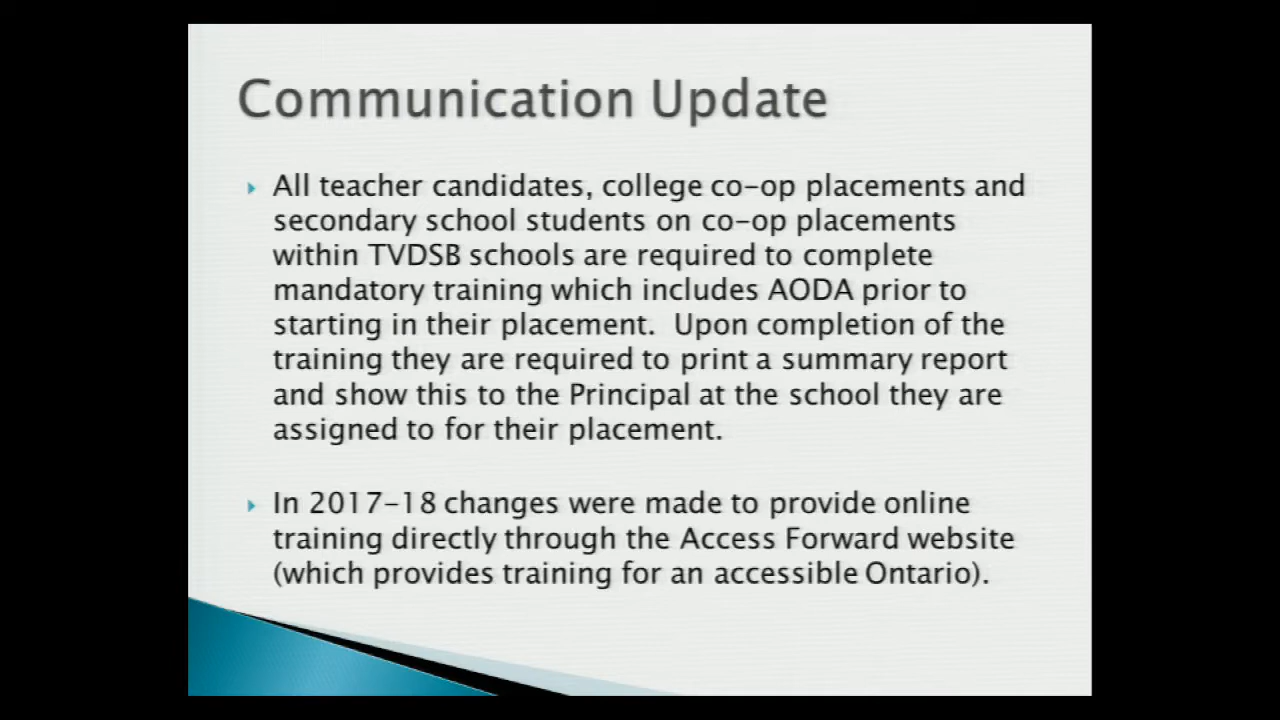 Communication Update
All teacher candidates, college co-op placements and
secondary school students on co-op placements
within TVDSB schools are required to complete
mandatory training which includes AODA prior to
starting in their placement. Upon completion of the
training they are required to print a summary report
and show this to the Principal at the school they are
assigned to for their placement.
In 2017-18 changes were made to provide online
training directly through the Access Forward website
(which provides training for an accessible Ontario).